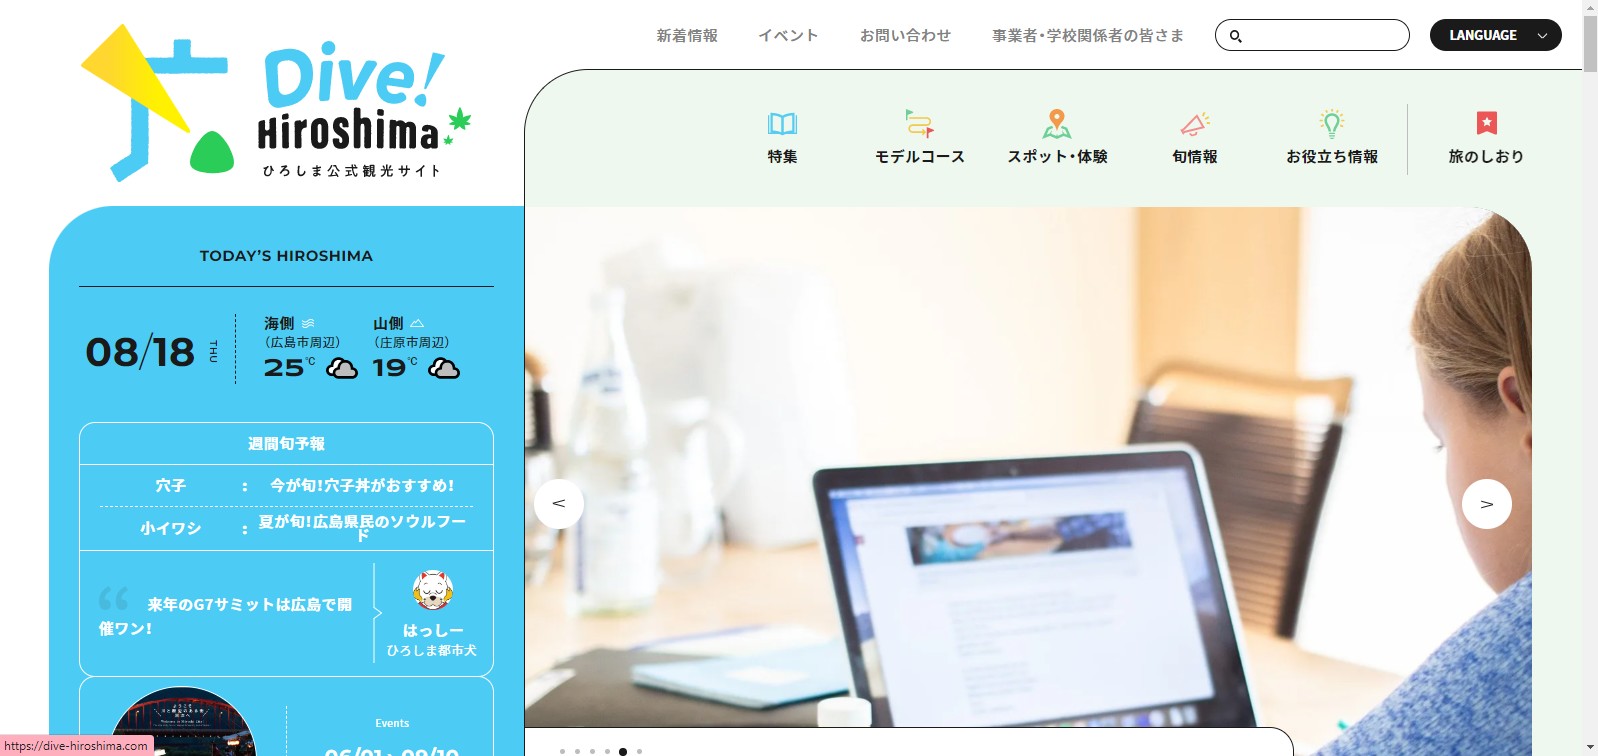 新着情報
イベント
お問い合わせ
事業者・学校関係者の皆さま
LANGUAGE
Dive!
Hiroshima
ひろしま公式観光サイト
特集
モデルコース
スポット・体験
旬情報
お役立ち情報
旅のしおり
TODAY'S HIROSHIMA
08/18
THU
海側
(広島市周辺)
25℃
山側
(庄原市周辺)
19℃
週間旬予報
穴子 : 今が旬!穴子丼がおすすめ!
小イワシ : 夏が旬!広島県民のソウルフー
ド
来年のG7サミットは広島で開
催ワン!
はっしー
ひろしま都市犬
<
>
Events
06/01 - 09/10
https://dive-hiroshima.com